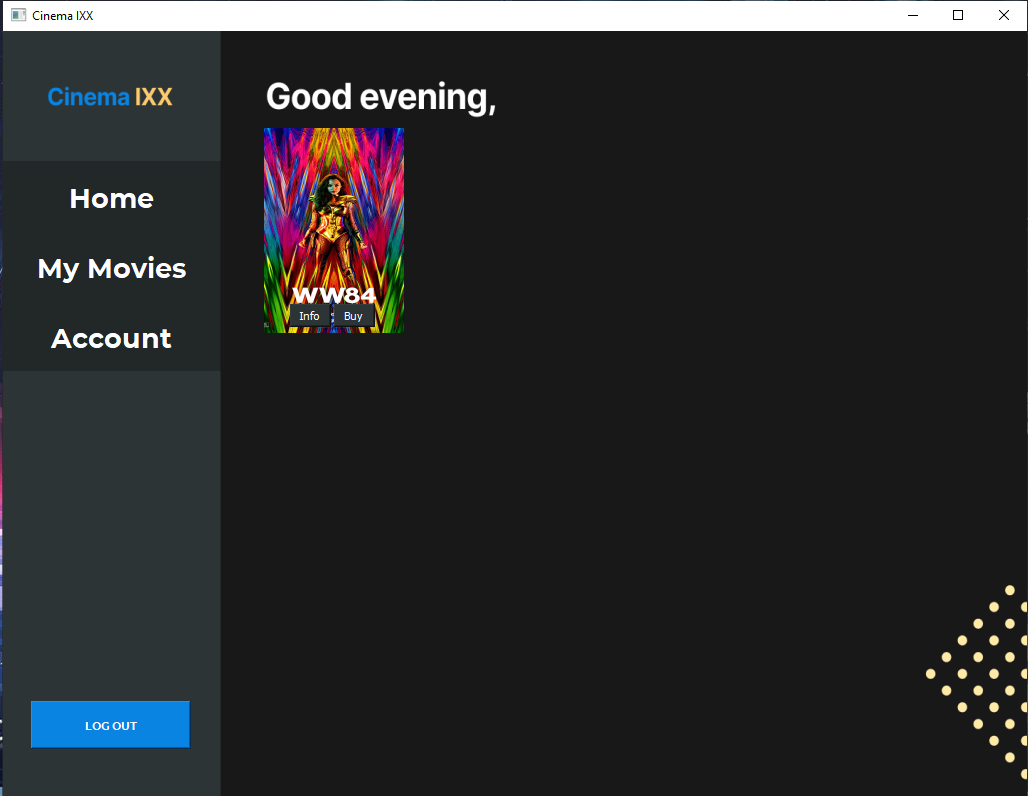 Cinema IXX
Cinema IXX
Good evening,
Home
My Movies
Account
WW84
Info
Buy
LOG OUT